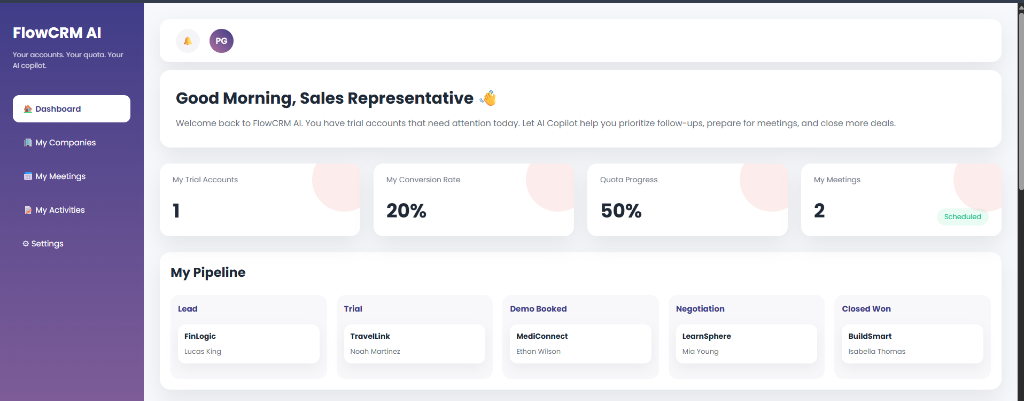 FlowCRM AI
Your accounts. Your quota. Your
AI copilot.
Dashboard
My Companies
My Meetings
My Activities
Settings
PG
Good Morning, Sales Representative 👋
Welcome back to FlowCRM AI. You have trial accounts that need attention today. Let AI Copilot help you prioritize follow-ups, prepare for meetings, and close more deals.
My Trial Accounts
1
My Conversion Rate
20%
Quota Progress
50%
My Meetings
2
Scheduled
My Pipeline
Lead
FinLogic
Lucas King
Trial
TravelLink
Noah Martinez
Demo Booked
MediConnect
Ethan Wilson
Negotiation
LearnSphere
Mia Young
Closed Won
BuildSmart
Isabella Thomas